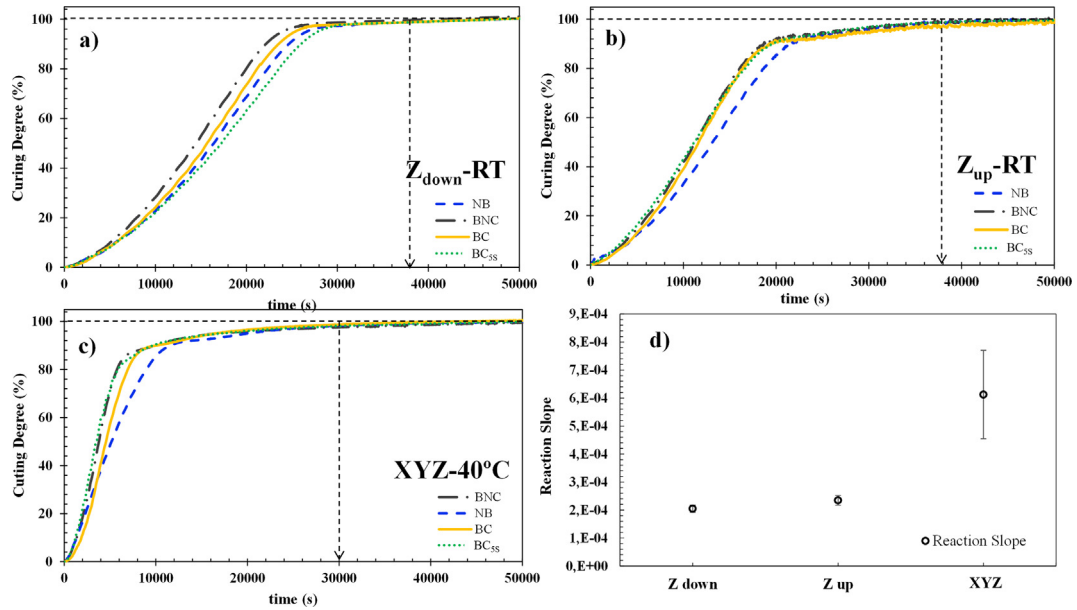 a)
Curing Degree (%)
100
80
60
40
20
0
0
10000
20000
30000
40000
50000
time (s)
Zdown-RT
NB
BNC
BC
BC5S
b)
Curing Degree (%)
100
80
60
40
20
0
0
10000
20000
30000
40000
50000
time (s)
Zup-RT
NB
BNC
BC
BC5S
c)
Cuting Degree (%)
100
80
60
40
20
0
0
10000
20000
30000
40000
50000
time (s)
XYZ-40ºC
BNC
NB
BC
BC5S
d)
Reaction Slope
9,E-04
9,E-04
8,E-04
7,E-04
6,E-04
5,E-04
4,E-04
3,E-04
2,E-04
1,E-04
0,E+00
Z down
Z up
XYZ
Reaction Slope